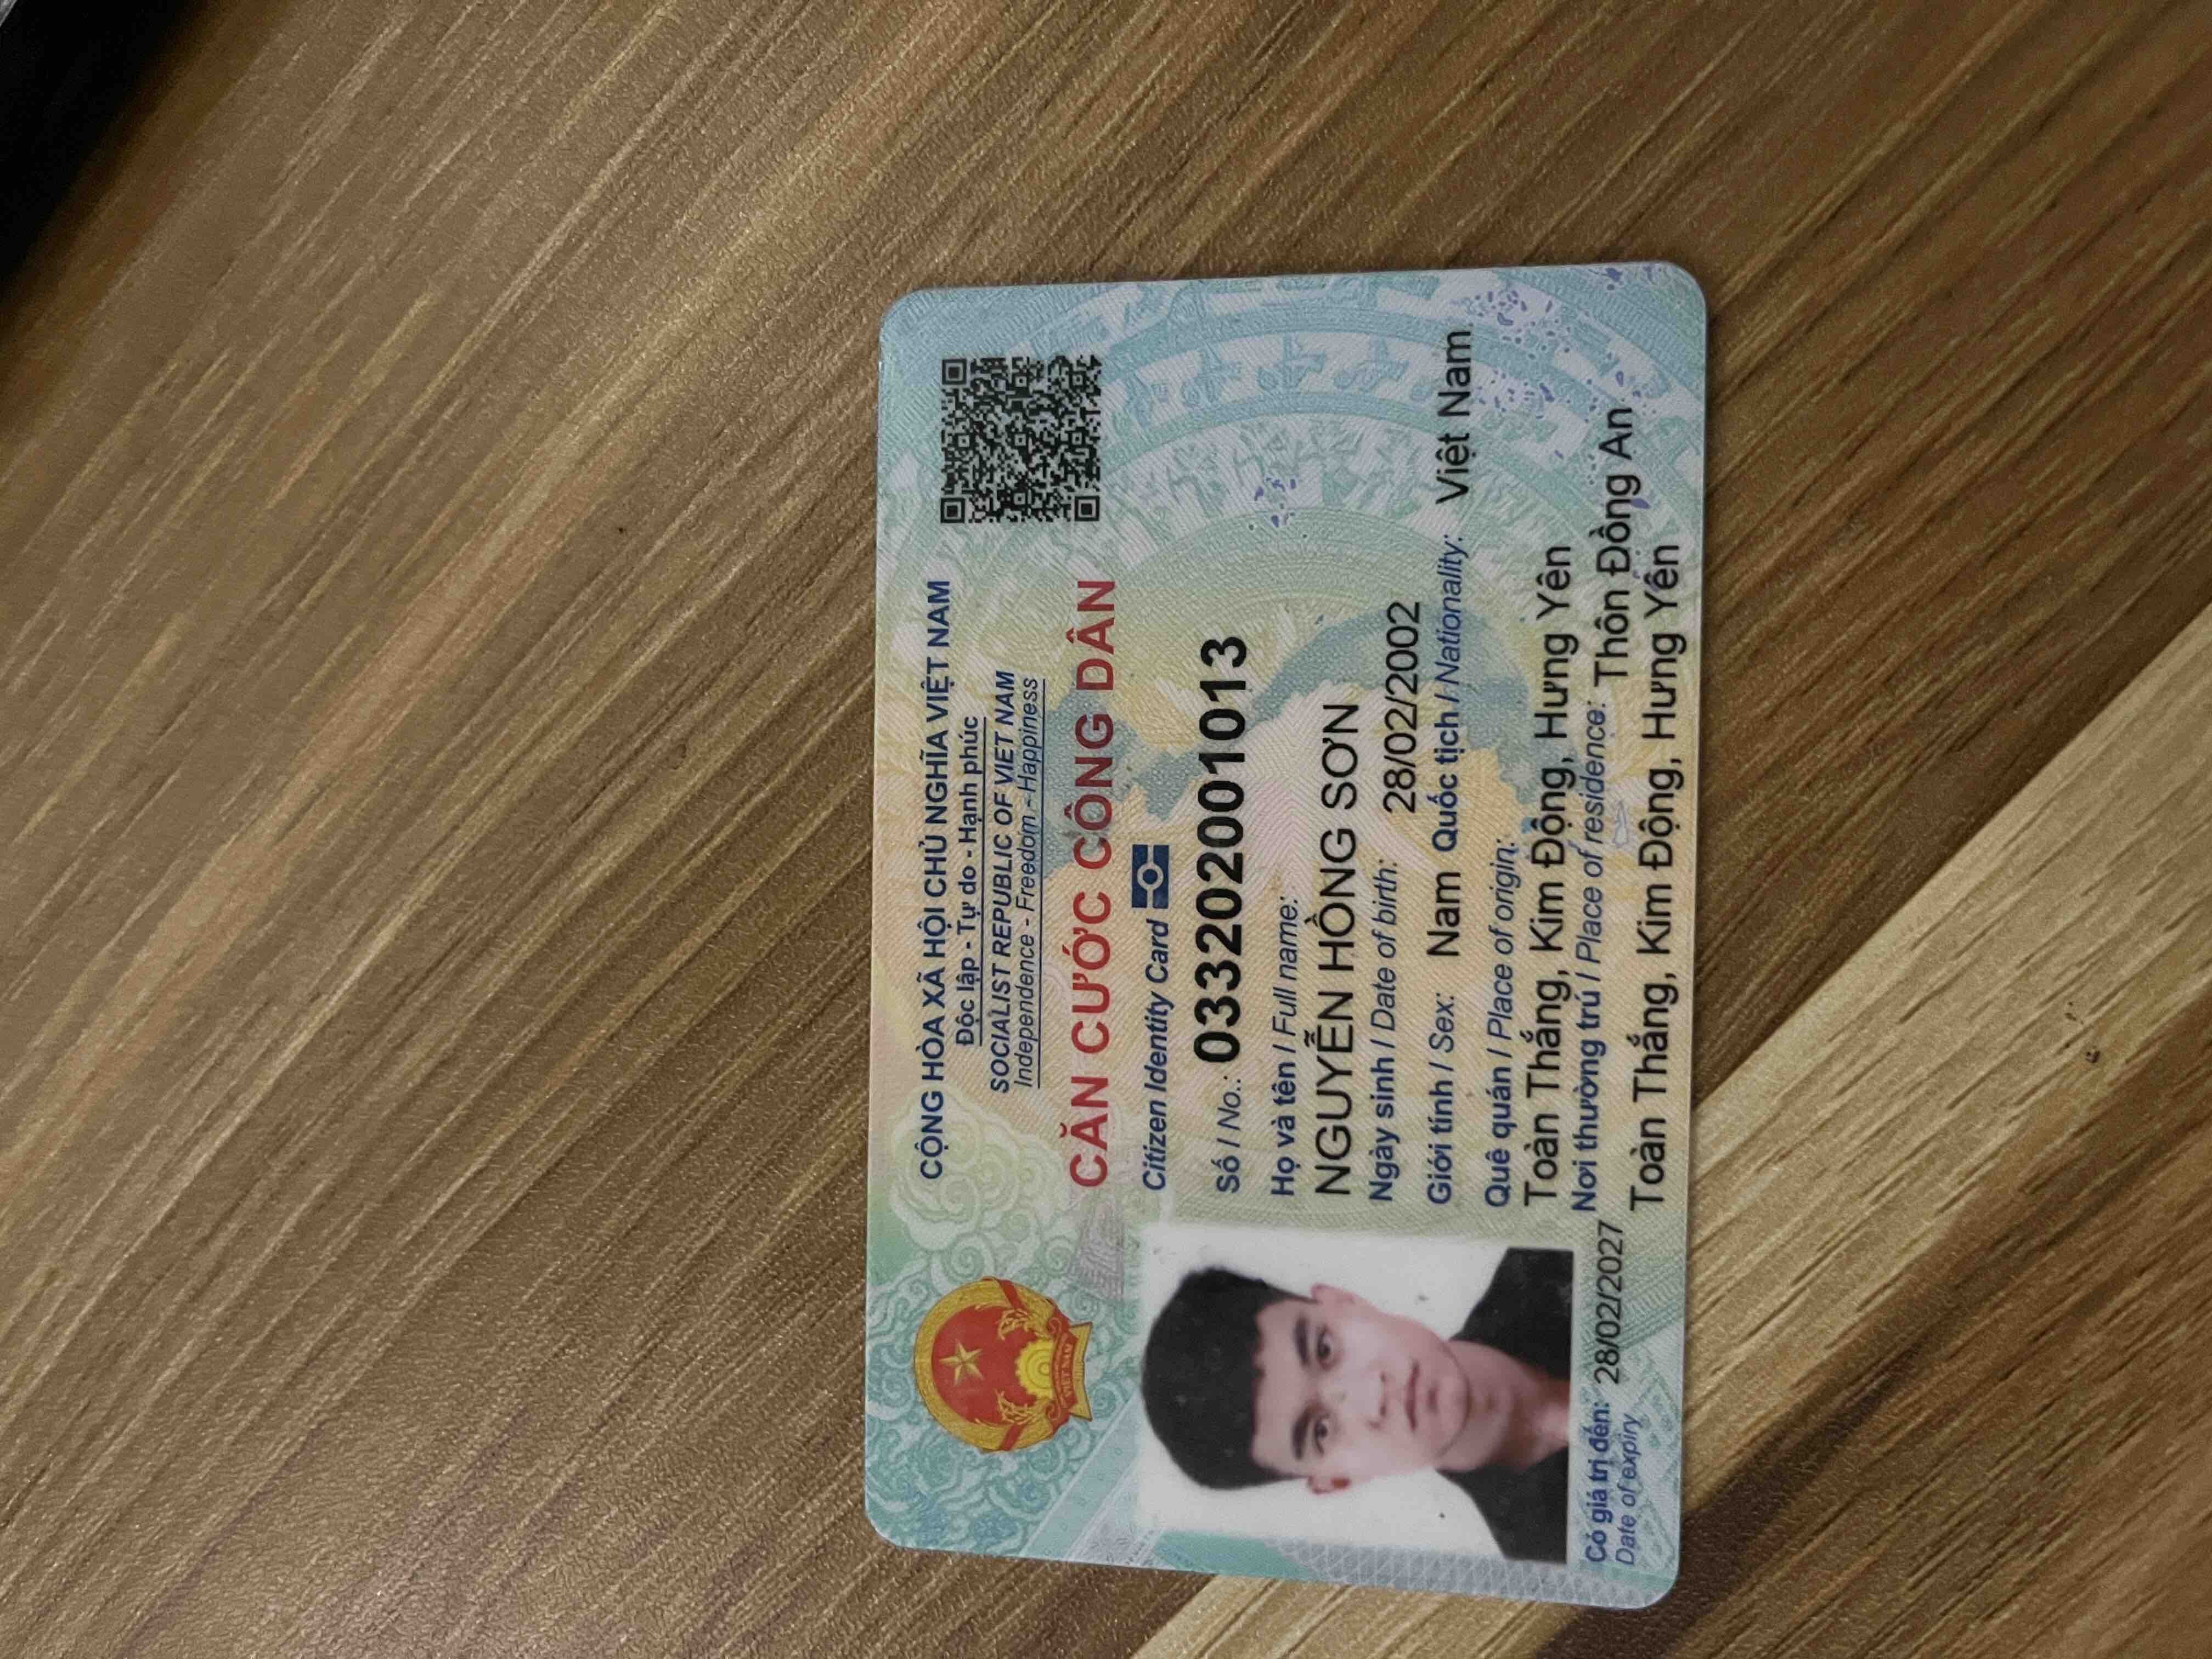 CỘNG HÒA XÃ HỘI CHỦ NGHĨA VIỆT NAM
Độc lập - Tự do - Hạnh phúc
SOCIALIST REPUBLIC OF VIET NAM
Independence - Freedom - Happiness
CĂN CƯỚC CÔNG DÂN
Citizen Identity Card
Số / No.: 033202001013
Họ và tên / Full name:
NGUYỄN HỒNG SƠN
Ngày sinh / Date of birth: 28/02/2002
Giới tính / Sex: Nam Quốc tịch / Nationality: Việt Nam
Quê quán / Place of origin:
Toàn Thắng, Kim Động, Hưng Yên
Nơi thường trú / Place of residence: Thôn Đồng An
Toàn Thắng, Kim Động, Hưng Yên
Có giá trị đến: 28/02/2027
Date of expiry
VIỆT NAM